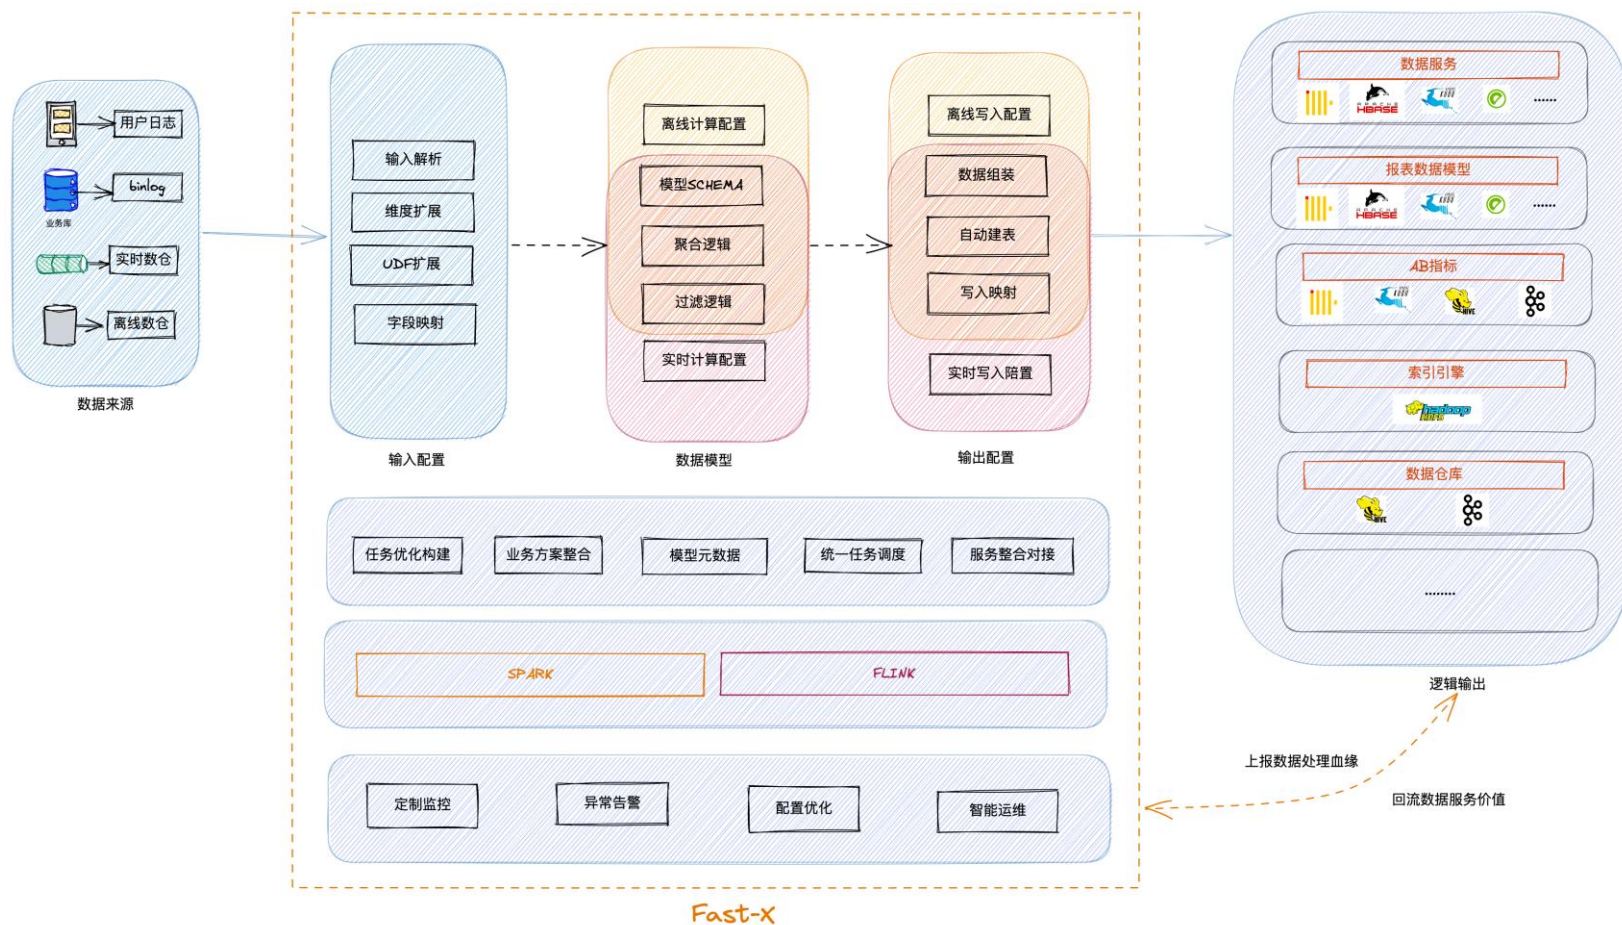 用户日志
binlog
业务库
实时数仓
离线数仓
数据来源
输入解析
维度扩展
UDF扩展
字段映射
输入配置
离线计算配置
模型SCHEMA
聚合逻辑
过滤逻辑
实时计算配置
数据模型
离线写入配置
数据组装
自动建表
写入映射
实时写入陪置
输出配置
任务优化构建
业务方案整合
模型元数据
统一任务调度
服务整合对接
SPARK
FLINK
定制监控
异常告警
配置优化
智能运维
Fast-X
数据服务
APACHE
HBASE
......
报表数据模型
APACHE
HBASE
......
AB指标
HIVE
索引引擎
hadoop
数据仓库
HIVE
........
逻辑输出
上报数据处理血缘
回流数据服务价值